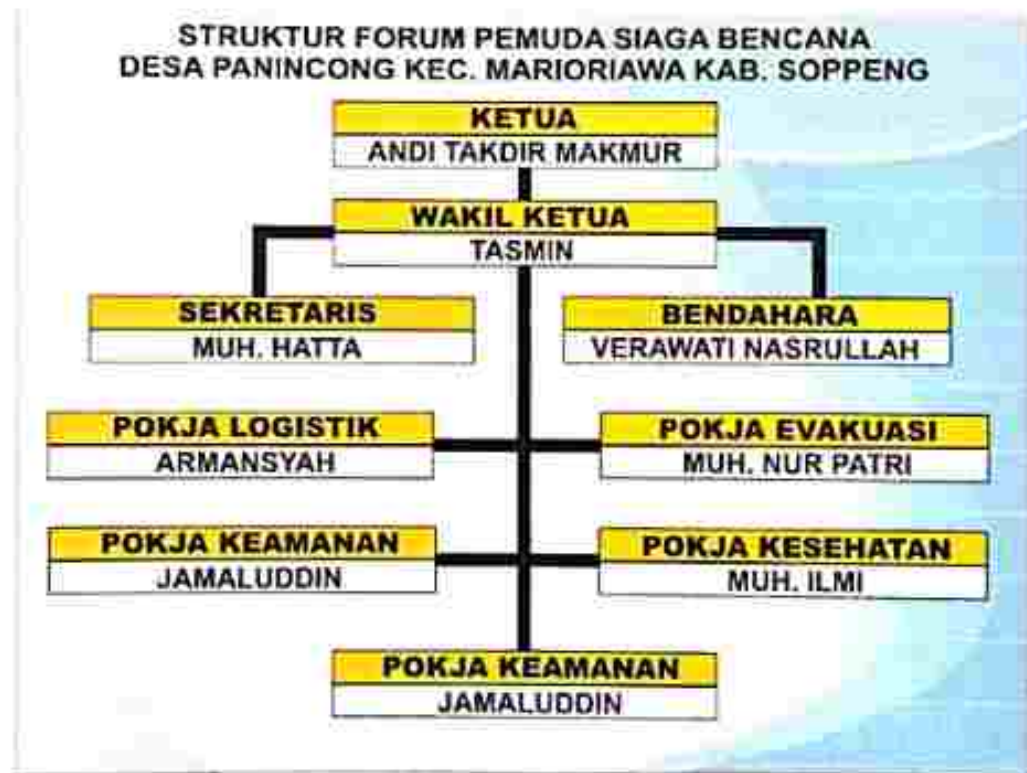 STRUKTUR FORUM PEMUDA SIAGA BENCANA
DESA PANINCONG KEC. MARIORIAWA KAB. SOPPENG
KETUA
ANDI TAKDIR MAKMUR
WAKIL KETUA
TASMIN
SEKRETARIS
MUH. HATTA
BENDAHARA
VERAWATI NASRULLAH
POKJA LOGISTIK
ARMANSYAH
POKJA EVAKUASI
MUH. NUR PATRI
POKJA KEAMANAN
JAMALUDDIN
POKJA KESEHATAN
MUH. ILMI
POKJA KEAMANAN
JAMALUDDIN